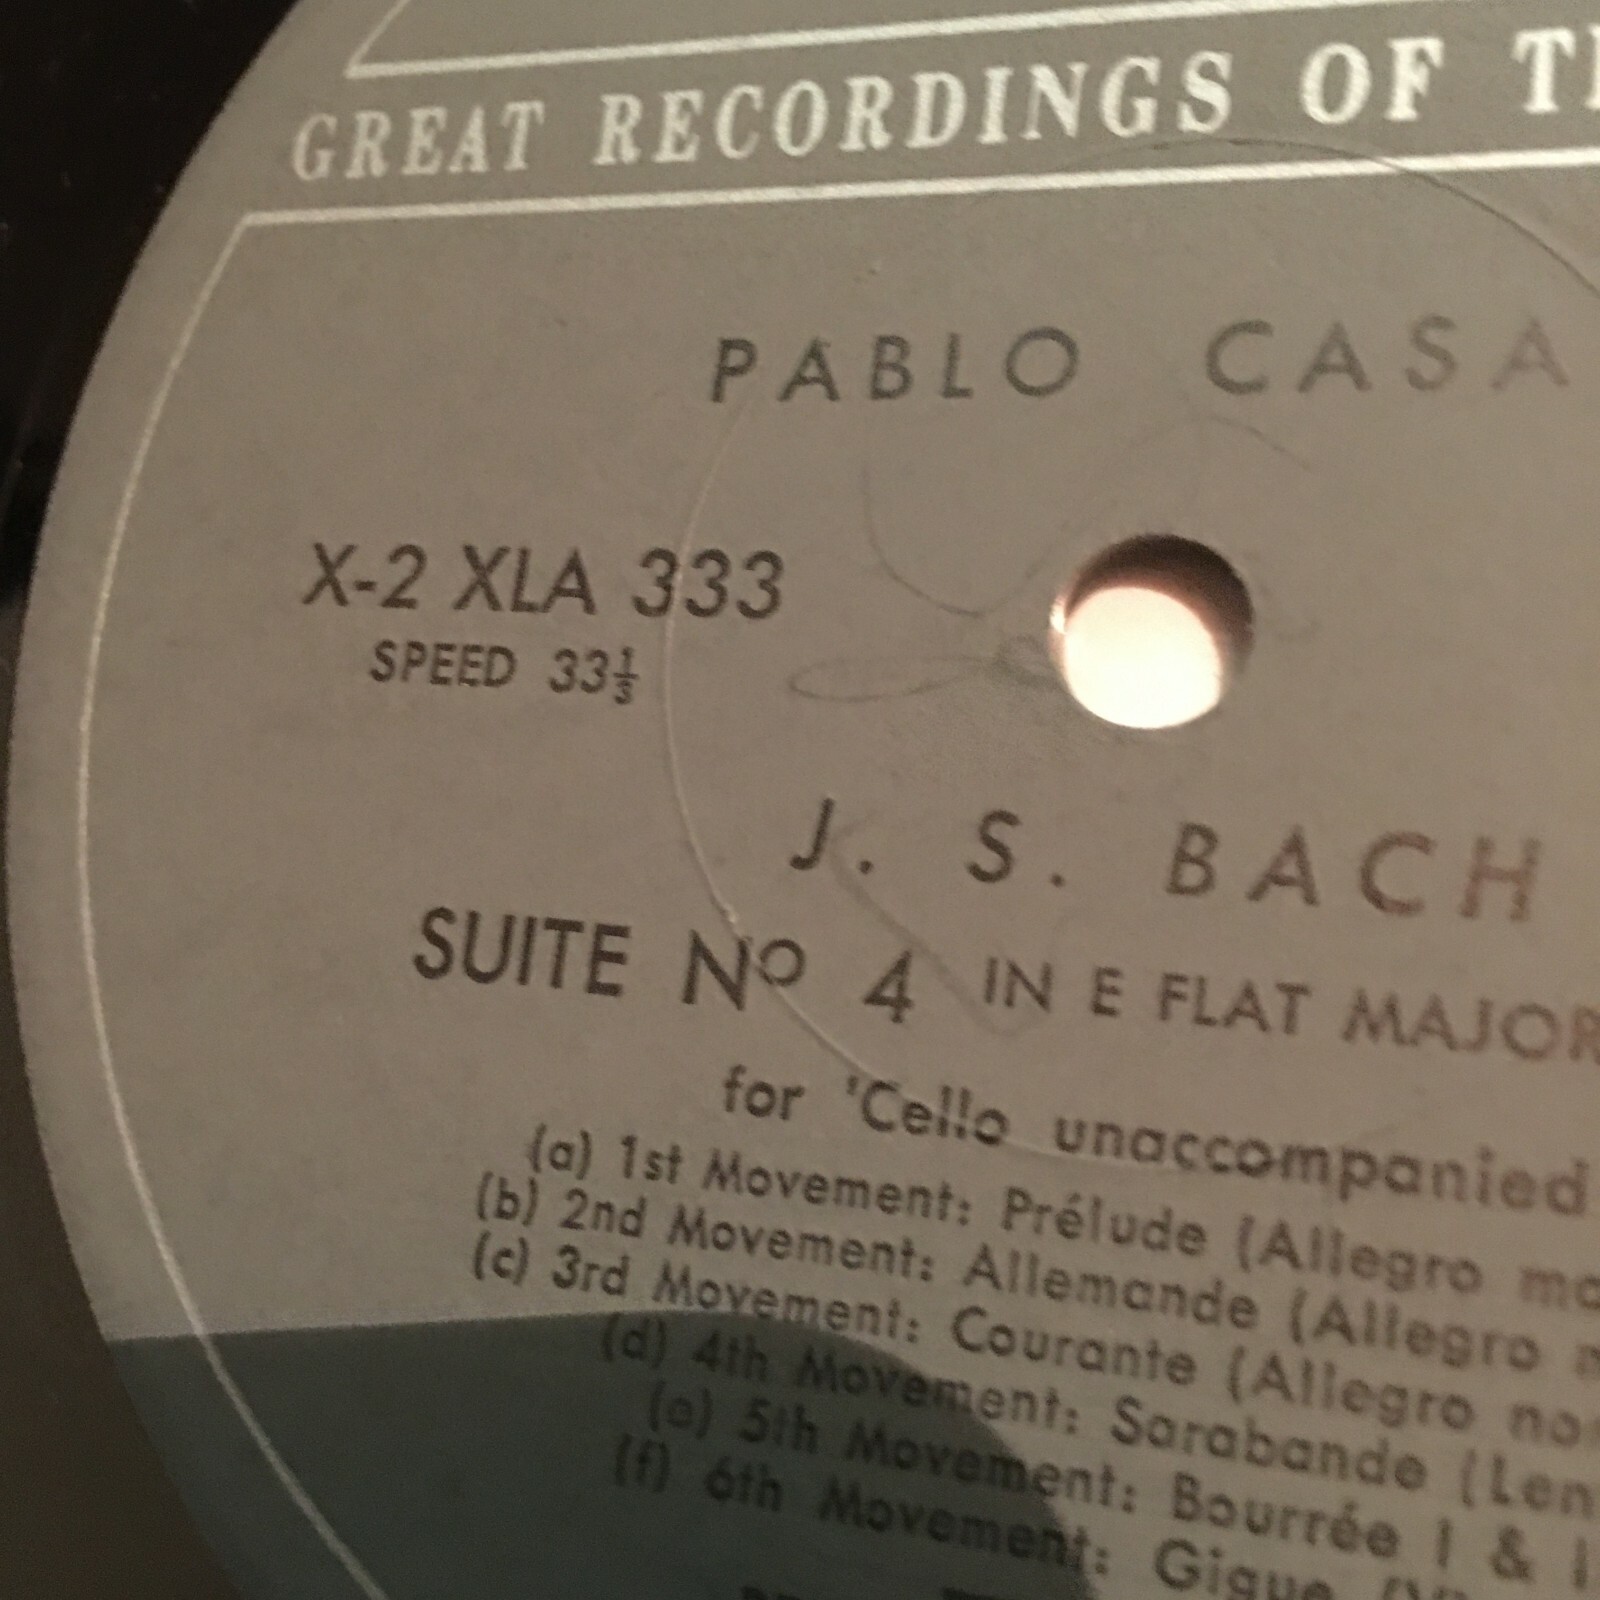 GREAT RECORDINGS OF
PABLO CASA
X-2 XLA 333
SPEED 33⅓
J. S. BACH
SUITE Nº 4 IN E FLAT MAJOR
for 'Cello unaccompanied
(a) 1st Movement: Prélude (Allegro
(b) 2nd Movement: Allemande (Allegro
(c) 3rd Movement: Courante (Allegro
(d) 4th Movement: Sarabande
(e) 5th Movement: Bourrée I &
(f) 6th Movement: Gigue